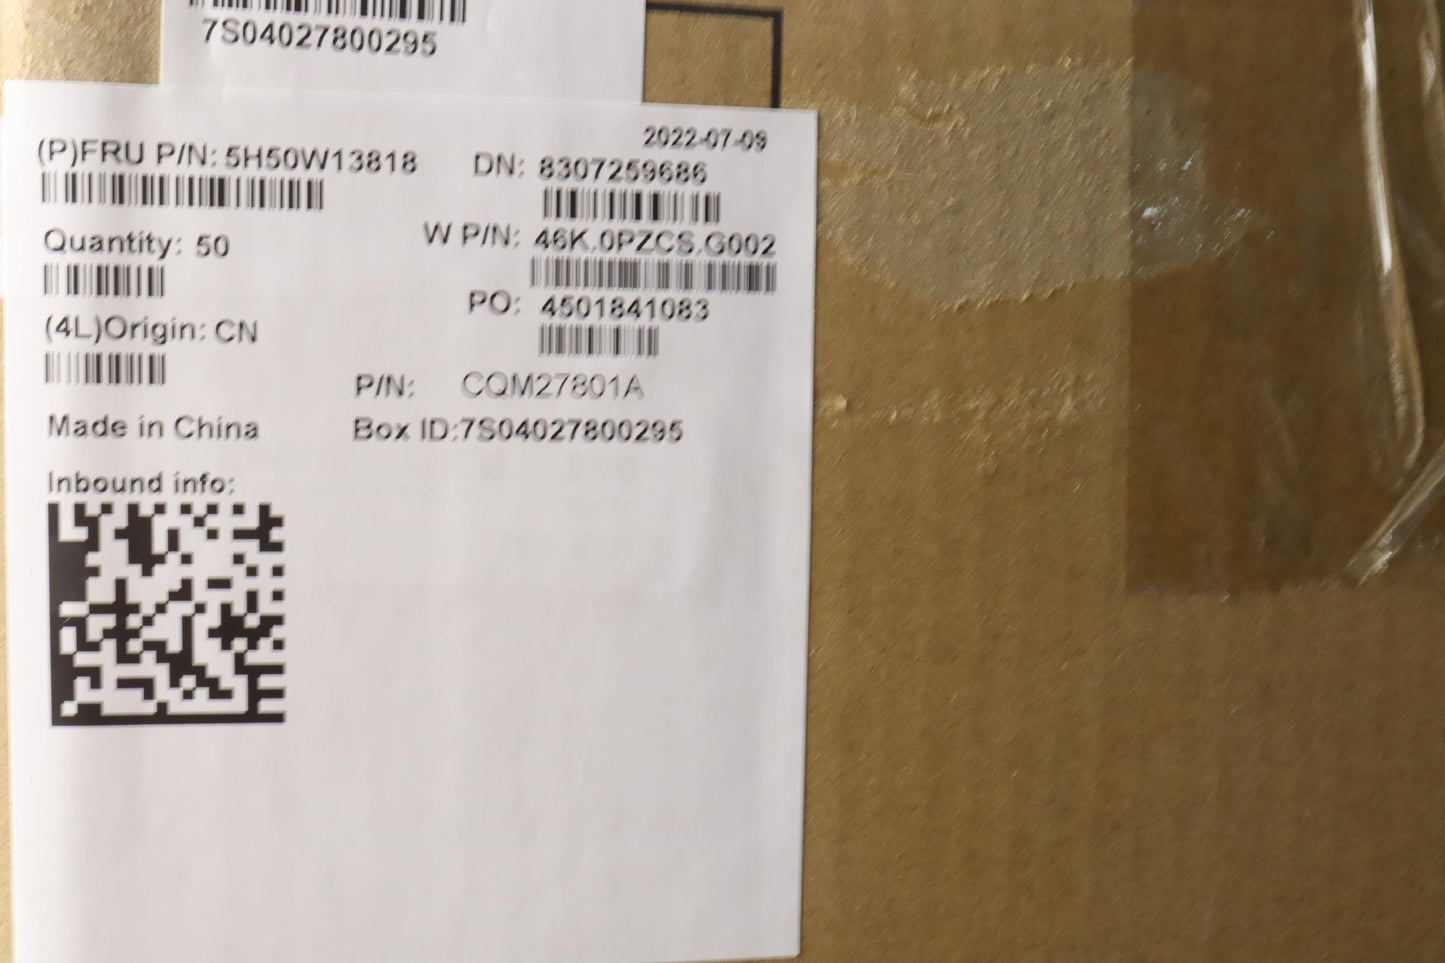 7S04027800295
2022-07-09
(P)FRU P/N: 5H50W13818
DN: 8307259686
Quantity: 50
W P/N: 46K.0PZCS.G002
PO: 4501841083
(4L)Origin: CN
P/N: CQM27801A
Made in China
Box ID:7S04027800295
Inbound info: